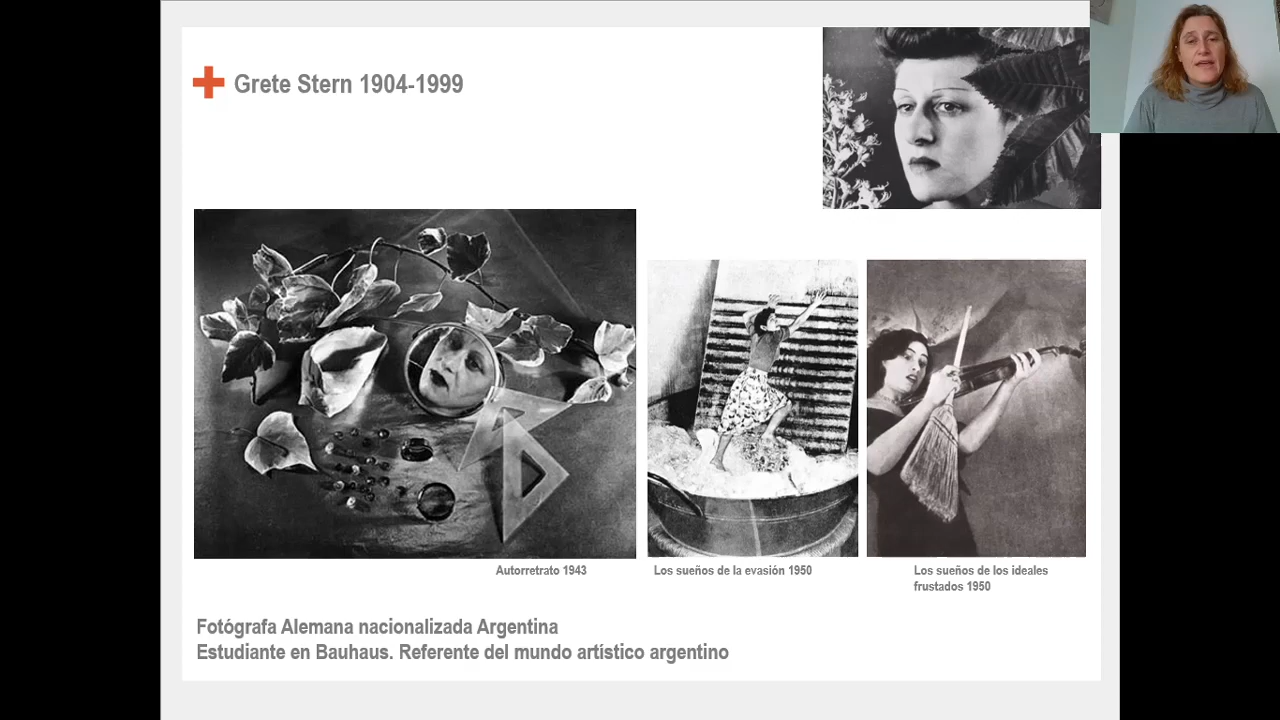 Grete Stern 1904-1999
Autorretrato 1943
Los sueños de la evasión 1950
Los sueños de los ideales
frustados 1950
Fotógrafa Alemana nacionalizada Argentina
Estudiante en Bauhaus. Referente del mundo artístico argentino